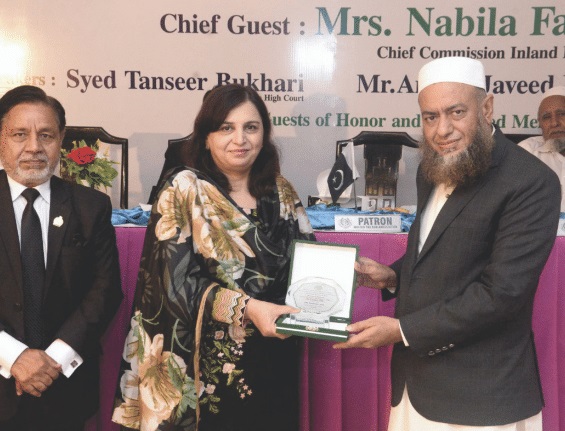 Chief Guest : Mrs. Nabila Fa
Chief Commission Inland
: Syed Tanseer Bukhari Mr. Javeed
High Court
uests of Honor and
PATRON